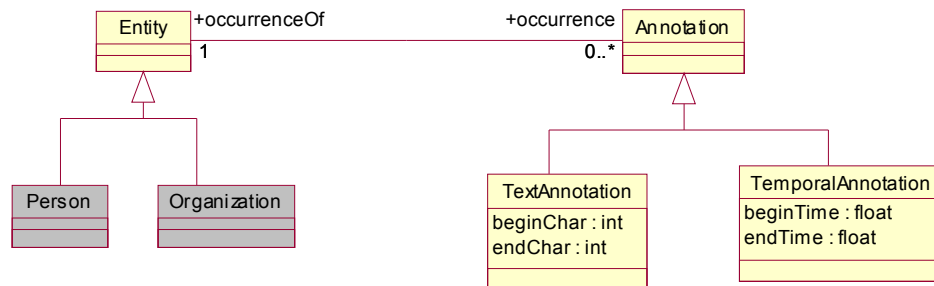 Entity
+occurrenceOf
1
+occurrence
0..*
Annotation
Person
Organization
TextAnnotation
beginChar : int
endChar : int
TemporalAnnotation
beginTime : float
endTime : float